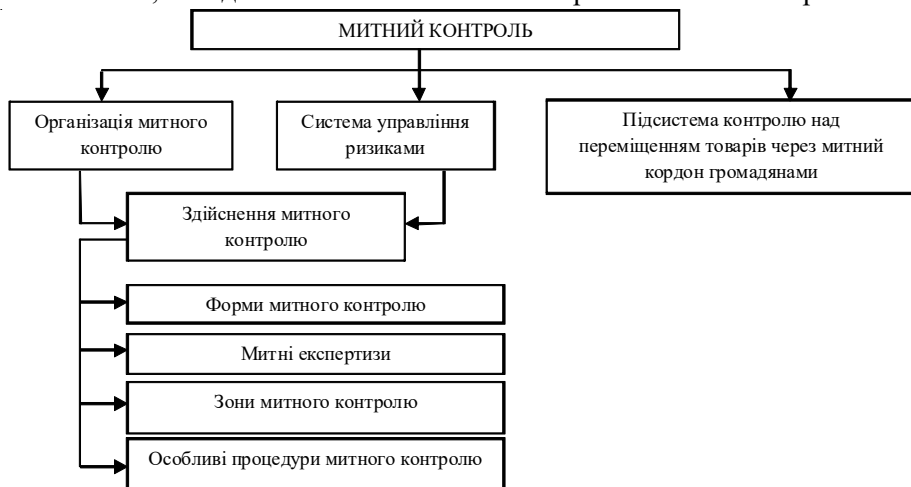 МИТНИЙ КОНТРОЛЬ
Організація митного
контролю
Система управління
ризиками
Підсистема контролю над
переміщенням товарів через митний
кордон громадянами
Здійснення митного
контролю
Форми митного контролю
Митні експертизи
Зони митного контролю
Особливі процедури митного контролю